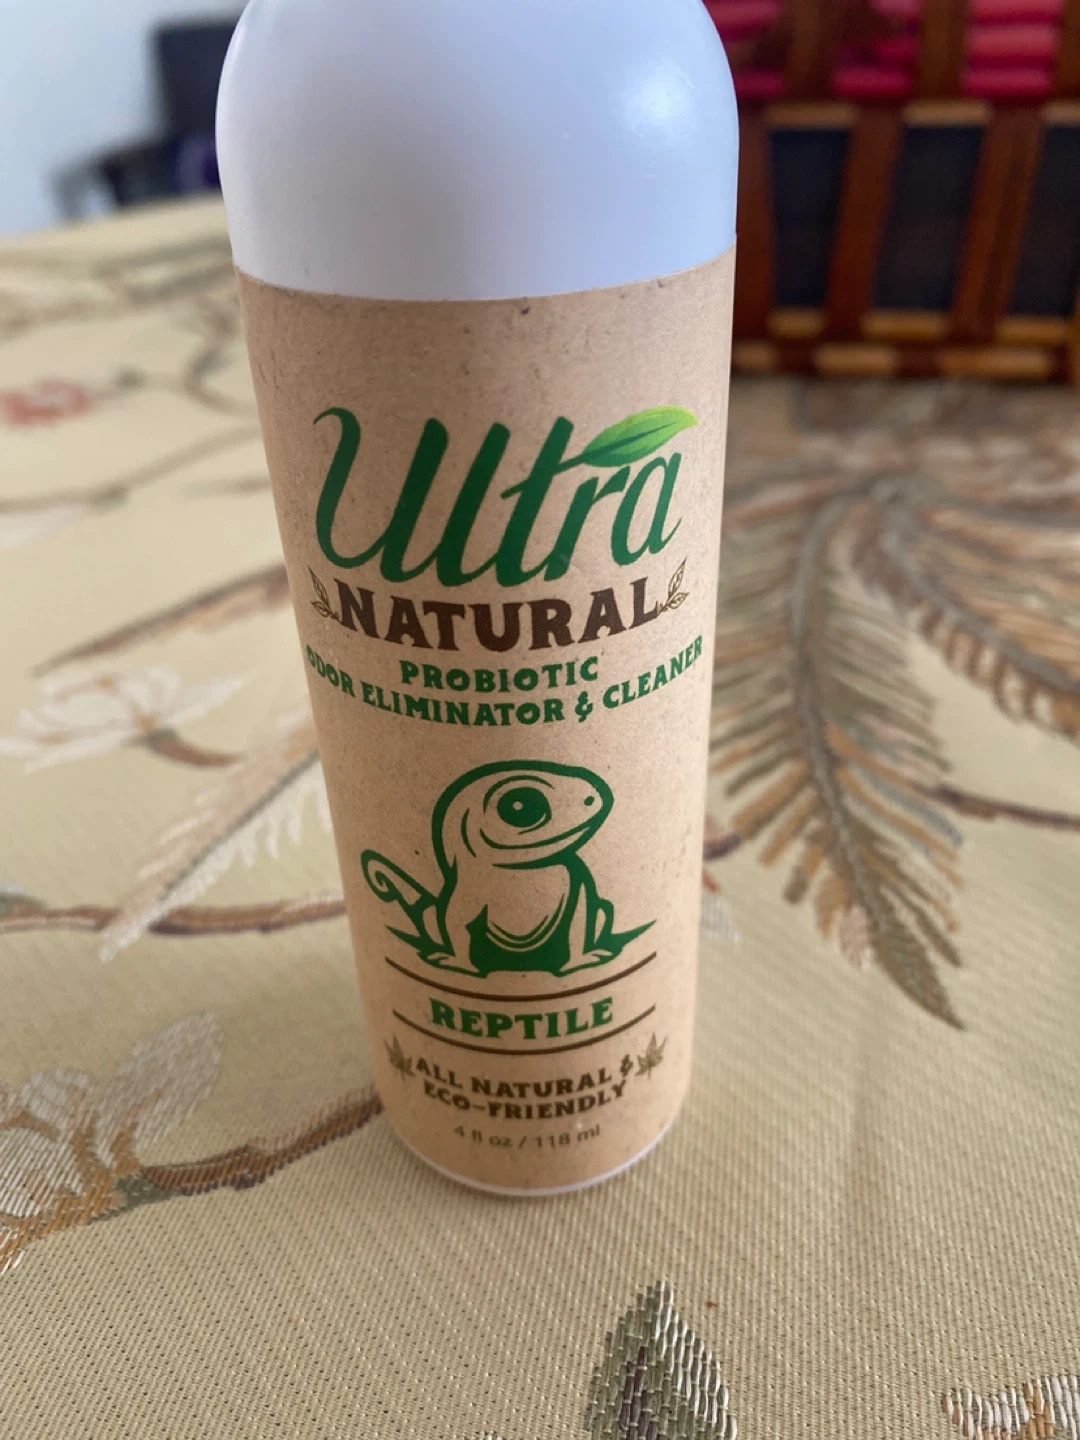 Ultra
NATURAL
PROBIOTIC
ODOR ELIMINATOR & CLEANER
REPTILE
ALL NATURAL &
ECO-FRIENDLY
4 fl oz / 118 ml